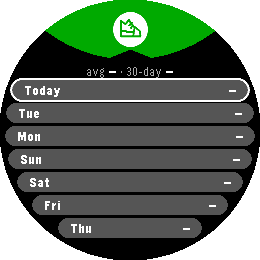 avg – · 30-day –
Today –
Tue –
Mon –
Sun –
Sat –
Fri –
Thu –